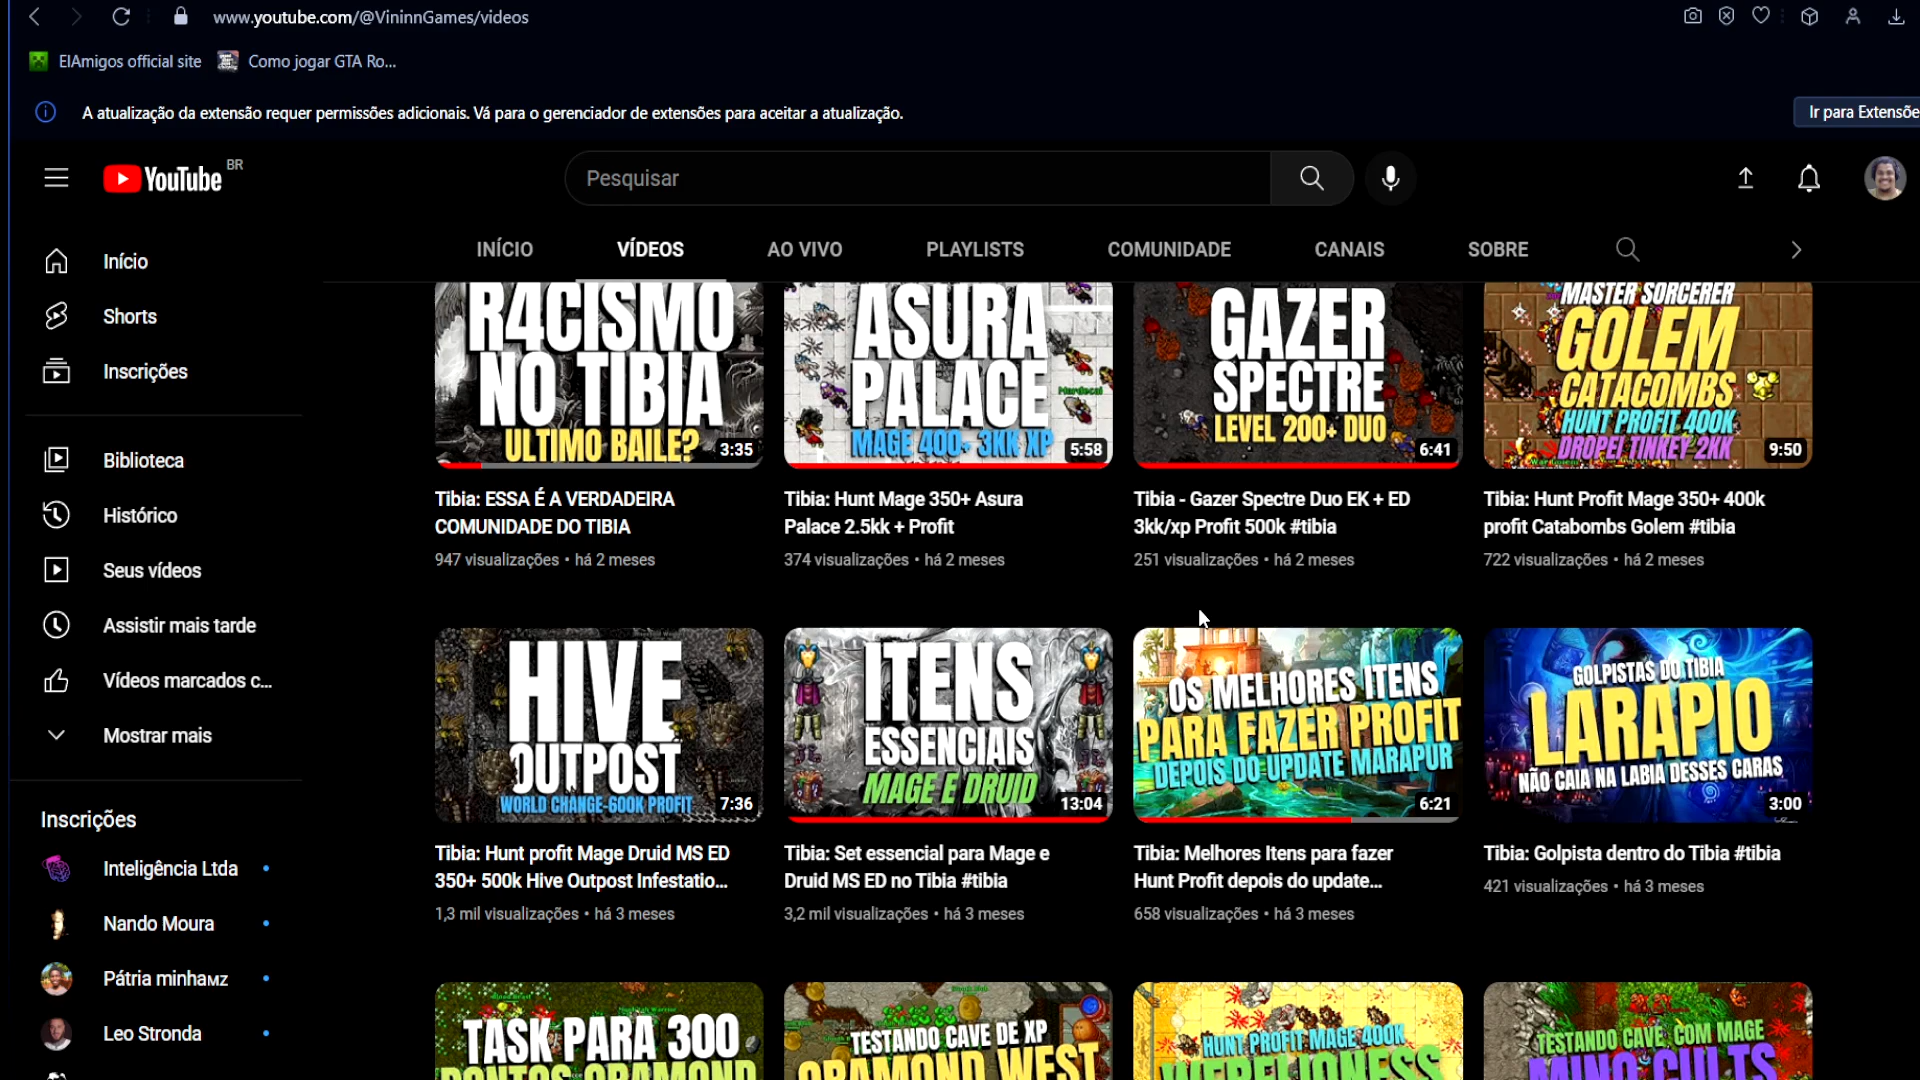 www.youtube.com/@VininnGames/videos
ElAmigos official site
Como jogar GTA Ro...
A atualização da extensão requer permissões adicionais. Vá para o gerenciador de extensões para aceitar a atualização.
Ir para Extensõe
YouTube BR
Pesquisar
INÍCIO
VÍDEOS
AO VIVO
PLAYLISTS
COMUNIDADE
CANAIS
SOBRE
Início
Shorts
Inscrições
Biblioteca
Histórico
Seus vídeos
Assistir mais tarde
Vídeos marcados c...
Mostrar mais
Inscrições
Inteligência Ltda
Nando Moura
Pátria minhaMZ
Leo Stronda
R4CISMO
NO TIBIA
ULTIMO BAILE?
3:35
Tibia: ESSA É A VERDADEIRA
COMUNIDADE DO TIBIA
947 visualizações • há 2 meses
ASURA
PALACE
MAGE 400+ 3KK XP
5:58
Tibia: Hunt Mage 350+ Asura
Palace 2.5kk + Profit
374 visualizações • há 2 meses
GAZER
SPECTRE
LEVEL 200+ DUO
6:41
Tibia - Gazer Spectre Duo EK + ED
3kk/xp Profit 500k #tibia
251 visualizações • há 2 meses
MASTER SORCERER
GOLEM
CATACOMBS
HUNT PROFIT 400K
DROPEI TINKEY 2KK
9:50
Tibia: Hunt Profit Mage 350+ 400k
profit Catabombs Golem #tibia
722 visualizações • há 2 meses
HIVE
OUTPOST
WORLD CHANGE-600K PROFIT
7:36
Tibia: Hunt profit Mage Druid MS ED
350+ 500k Hive Outpost Infestatio...
1,3 mil visualizações • há 3 meses
ITENS
ESSENCIAIS
MAGE E DRUID
13:04
Tibia: Set essencial para Mage e
Druid MS ED no Tibia #tibia
3,2 mil visualizações • há 3 meses
OS MELHORES ITENS
PARA FAZER PROFIT
DEPOIS DO UPDATE MARAPUR
6:21
Tibia: Melhores Itens para fazer
Hunt Profit depois do update...
658 visualizações • há 3 meses
GOLPISTAS DO TIBIA
LARAPIO
NÃO CAIA NA LABIA DESSES CARAS
3:00
Tibia: Golpista dentro do Tibia #tibia
421 visualizações • há 3 meses
TASK PARA 300
PONTOS ORAMOND
TESTANDO CAVE DE XP
ORAMOND WEST
HUNT PROFIT MAGE 400K
WERELIONESS
TESTANDO CAVE COM MAGE
MINO CULTS